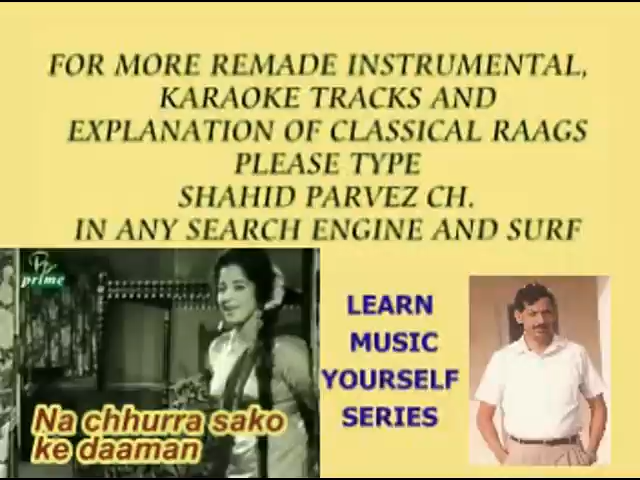 FOR MORE REMADE INSTRUMENTAL,
KARAOKE TRACKS AND
EXPLANATION OF CLASSICAL RAAGS
PLEASE TYPE
SHAHID PARVEZ CH.
IN ANY SEARCH ENGINE AND SURF
prime
LEARN
MUSIC
YOURSELF
SERIES
Na chhurra sako
ke daaman